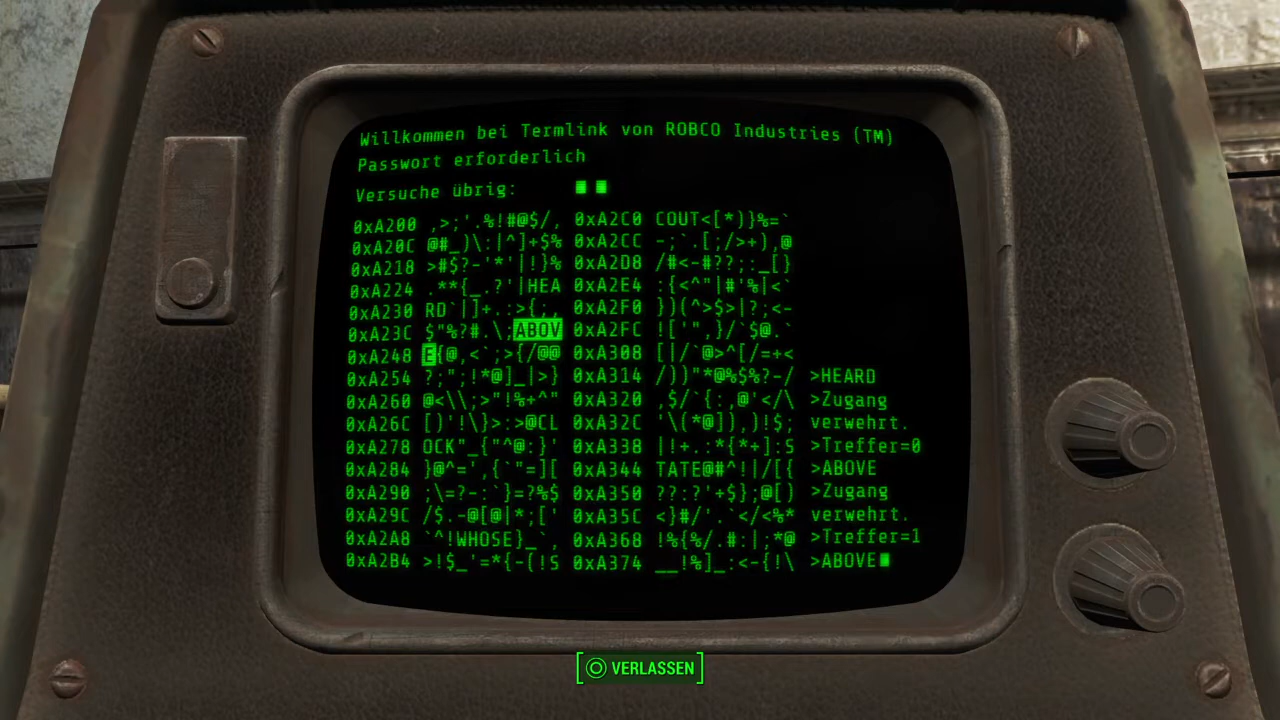 Willkommen bei Termlink von ROBCO Industries (TM)
Passwort erforderlich
Versuche übrig: ■ ■
0xA200 ,>;'.%!#@$/, 0xA2C0 COUT<[*)}%=`
0xA20C @#_)\:|^]+$% 0xA2CC -;`.[;/>+),@
0xA218 >#$?-'*'|!}% 0xA2D8 /#<-#??;:_[}
0xA224 .**{_.?'|HEA 0xA2E4 :{<^"|#'%|<`
0xA230 RD`|]+.:>{;, 0xA2F0 })(^>$>|?;<-
0xA23C $"%?#.\;ABOV 0xA2FC !['",}/`$@.`
0xA248 E{@,<`;>{/@@ 0xA308 [|/`@>^[/=+<
0xA254 ?;";!*@]_|>} 0xA314 /))"*@%$%?-/ >HEARD
0xA260 @<\\;>"!%+^" 0xA320 ,$/`{:,@'</\ >Zugang
0xA26C [)'!\}>:>@CL 0xA32C '\(*@]),)!$; verwehrt.
0xA278 OCK"_{"^@:}' 0xA338 |!+.:*{*+]:S >Treffer=0
0xA284 }@^=',{`"=][ 0xA344 TATE@#^!|/[{ >ABOVE
0xA290 ;\=?-:`}=?%$ 0xA350 ??:?'+$};@[) >Zugang
0xA29C /$.-@[@|*;[' 0xA35C <}#/'.`</<%* verwehrt.
0xA2A8 `^!WHOSE}_`, 0xA368 !%{%/.#:|;*@ >Treffer=1
0xA2B4 >!$_'=*{-[!S 0xA374 __!%]_:<-{!\ >ABOVE■
[ VERLASSEN ]